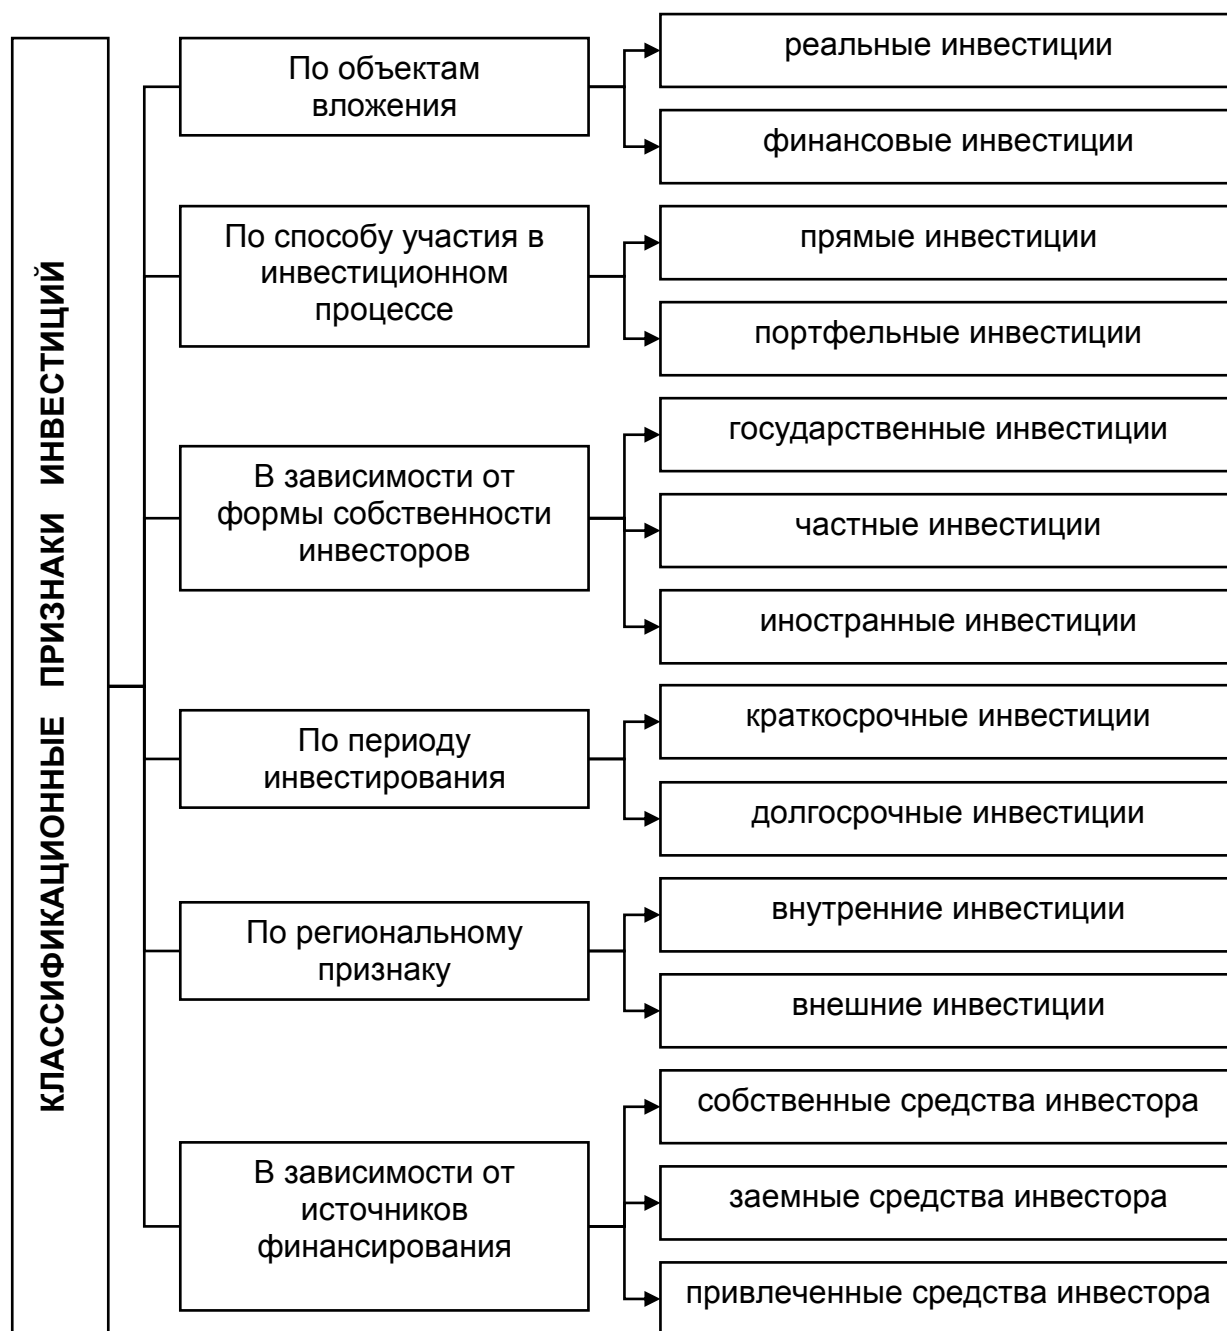 КЛАССИФИКАЦИОННЫЕ ПРИЗНАКИ ИНВЕСТИЦИЙ
По объектам
вложения
реальные инвестиции
финансовые инвестиции
По способу участия в
инвестиционном
процессе
прямые инвестиции
портфельные инвестиции
В зависимости от
формы собственности
инвесторов
государственные инвестиции
частные инвестиции
иностранные инвестиции
По периоду
инвестирования
краткосрочные инвестиции
долгосрочные инвестиции
По региональному
признаку
внутренние инвестиции
внешние инвестиции
В зависимости от
источников
финансирования
собственные средства инвестора
заемные средства инвестора
привлеченные средства инвестора